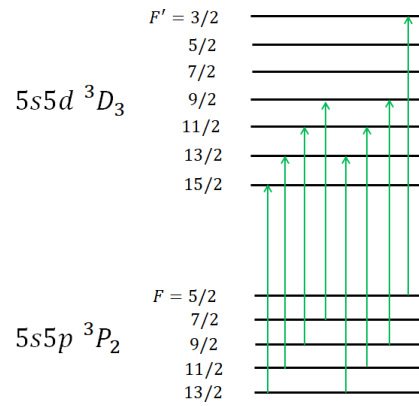 F′ = 3/2
5/2
7/2
5s5d ³D₃
9/2
11/2
13/2
15/2
F = 5/2
7/2
5s5p ³P₂
9/2
11/2
13/2